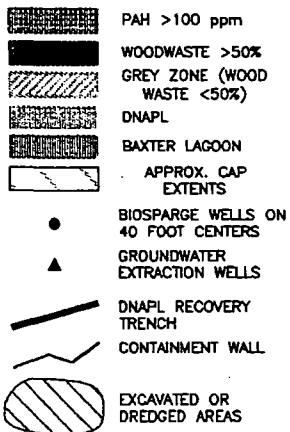 PAH >100 ppm
WOODWASTE >50%
GREY ZONE (WOOD
WASTE <50%)
DNAPL
BAXTER LAGOON
APPROX. CAP
EXTENTS
BIOSPARGE WELLS ON
40 FOOT CENTERS
GROUNDWATER
EXTRACTION WELLS
DNAPL RECOVERY
TRENCH
CONTAINMENT WALL
EXCAVATED OR
DREDGED AREAS